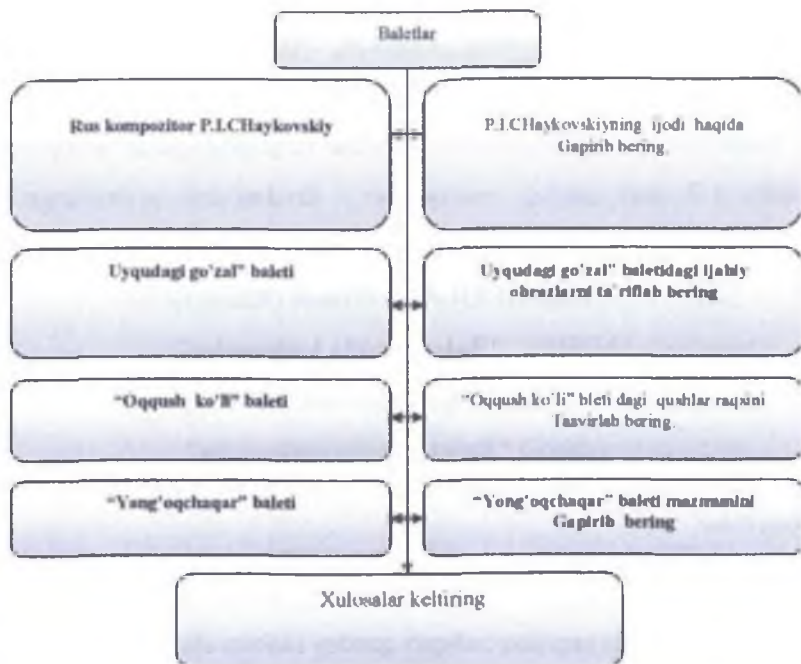 Baletlar
Rus kompozitor P.I.CHaykovskiy
P.I.CHaykovskiyning ijodi haqida
Gapirib bering.
Uyqudagi go'zal" baleti
Uyqudagi go'zal" baletidagi ijabiy
obrazlarni ta'riflab bering
“Oqqush ko'li” baleti
“Oqqush ko'li” bleti dagi qushlar raqsini
Tasvirlab bering.
“Yang'oqchaqar” baleti
“Yong'oqchaqar” baleti mazmunini
Gapirib bering
Xulosalar keltiring